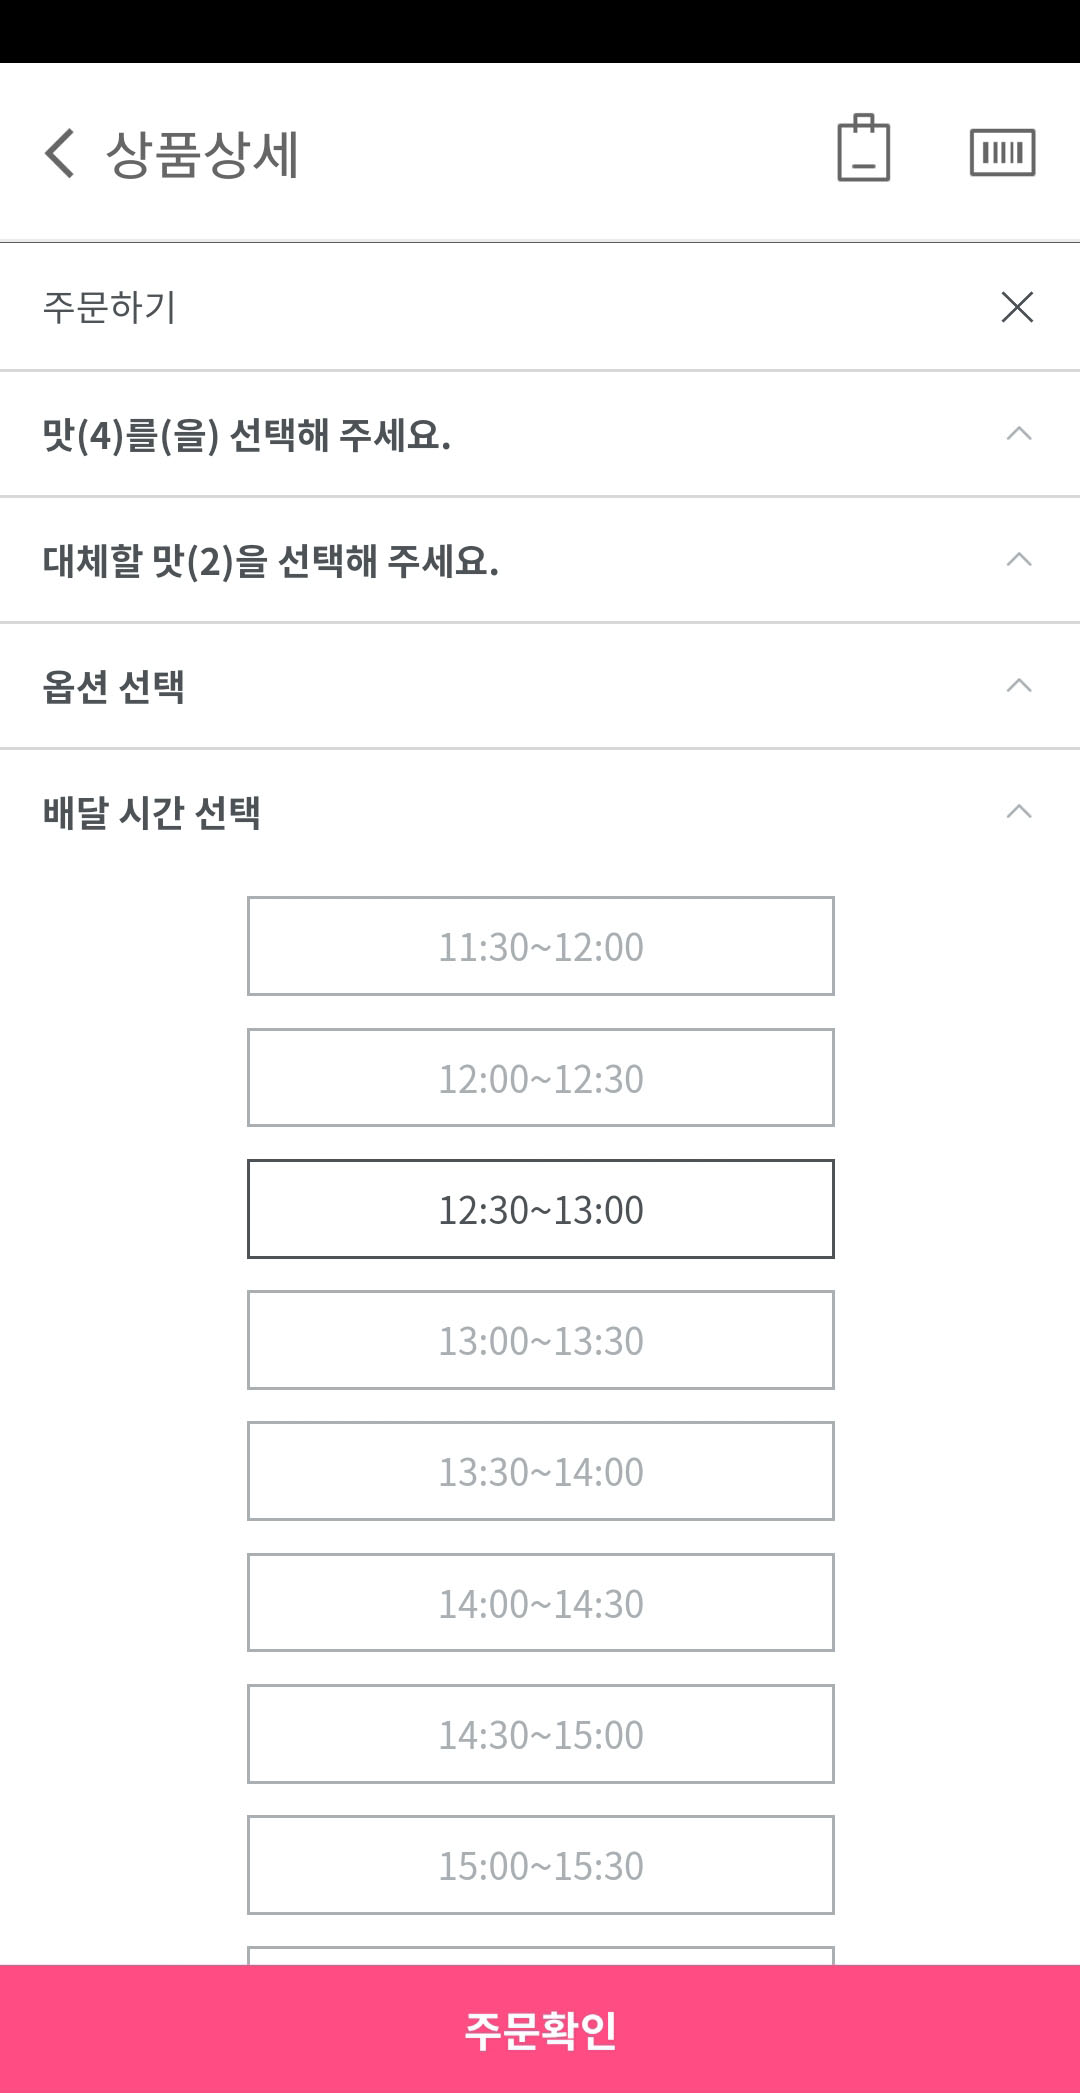 상품상세
주문하기
맛(4)를(을) 선택해 주세요.
대체할 맛(2)을 선택해 주세요.
옵션 선택
배달 시간 선택
11:30~12:00
12:00~12:30
12:30~13:00
13:00~13:30
13:30~14:00
14:00~14:30
14:30~15:00
15:00~15:30
주문확인